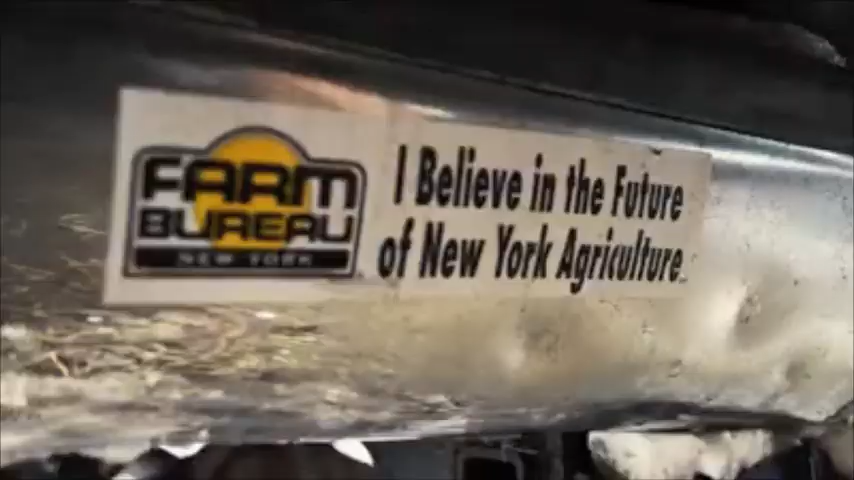 FARM
BUREAU
NEW YORK
I Believe in the Future
of New York Agriculture.